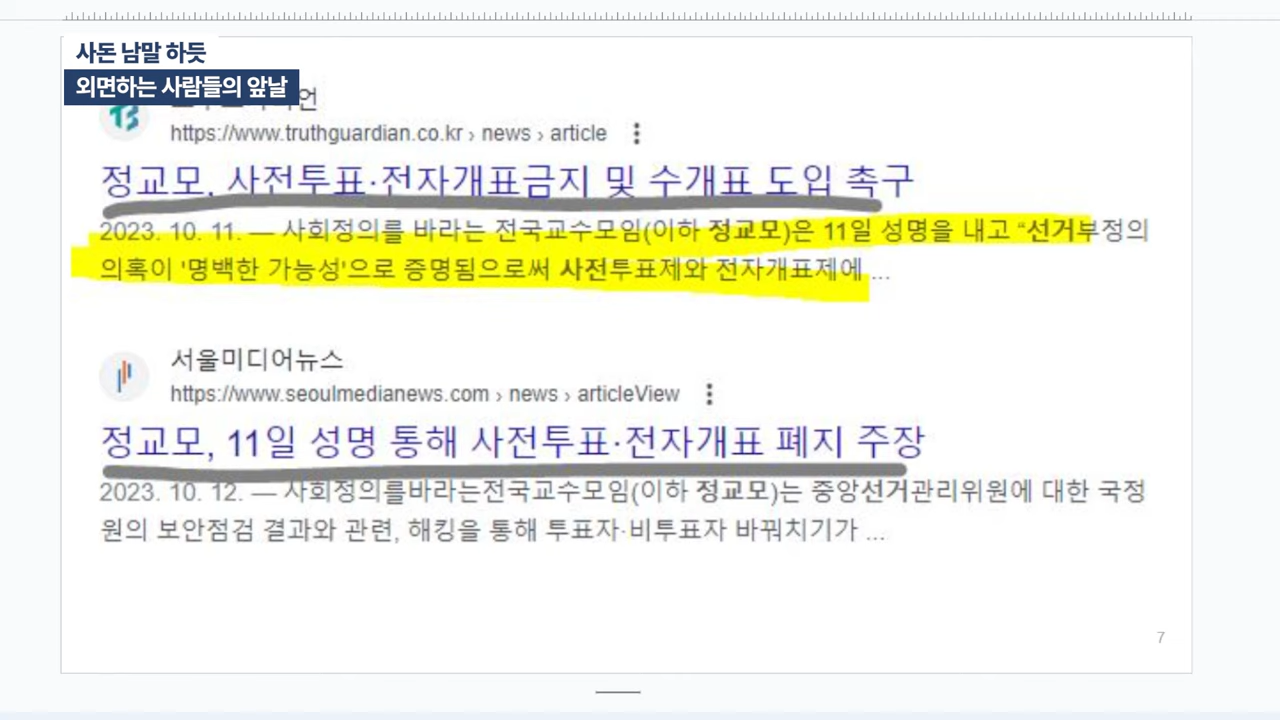 사돈 남말 하듯
외면하는 사람들의 앞날
https://www.truthguardian.co.kr › news › article
정교모, 사전투표·전자개표금지 및 수개표 도입 촉구
2023. 10. 11. — 사회정의를 바라는 전국교수모임(이하 정교모)은 11일 성명을 내고 “선거부정의
의혹이 '명백한 가능성'으로 증명됨으로써 사전투표제와 전자개표제에 ...
서울미디어뉴스
https://www.seoulmedianews.com › news › articleView
정교모, 11일 성명 통해 사전투표·전자개표 폐지 주장
2023. 10. 12. — 사회정의를바라는전국교수모임(이하 정교모)는 중앙선거관리위원에 대한 국정
원의 보안점검 결과와 관련, 해킹을 통해 투표자·비투표자 바꿔치기가 ...
7